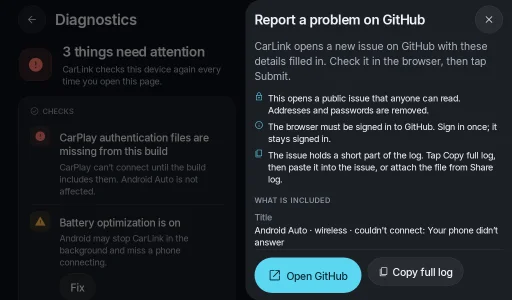 Diagnostics
3 things need attention
CarLink checks this device again every
time you open this page.
CHECKS
CarPlay authentication files are
missing from this build
CarPlay can't connect until the build
includes them. Android Auto is not
affected.
Battery optimization is on
Android may stop CarLink in the
background and miss a phone
connecting.
Fix
Report a problem on GitHub
CarLink opens a new issue on GitHub with these
details filled in. Check it in the browser, then tap
Submit.
This opens a public issue that anyone can read.
Addresses and passwords are removed.
The browser must be signed in to GitHub. Sign in once; it
stays signed in.
The issue holds a short part of the log. Tap Copy full log,
then paste it into the issue, or attach the file from Share
log.
WHAT IS INCLUDED
Title
Android Auto · wireless · couldn't connect: Your phone didn't
answer
Open GitHub
Copy full log